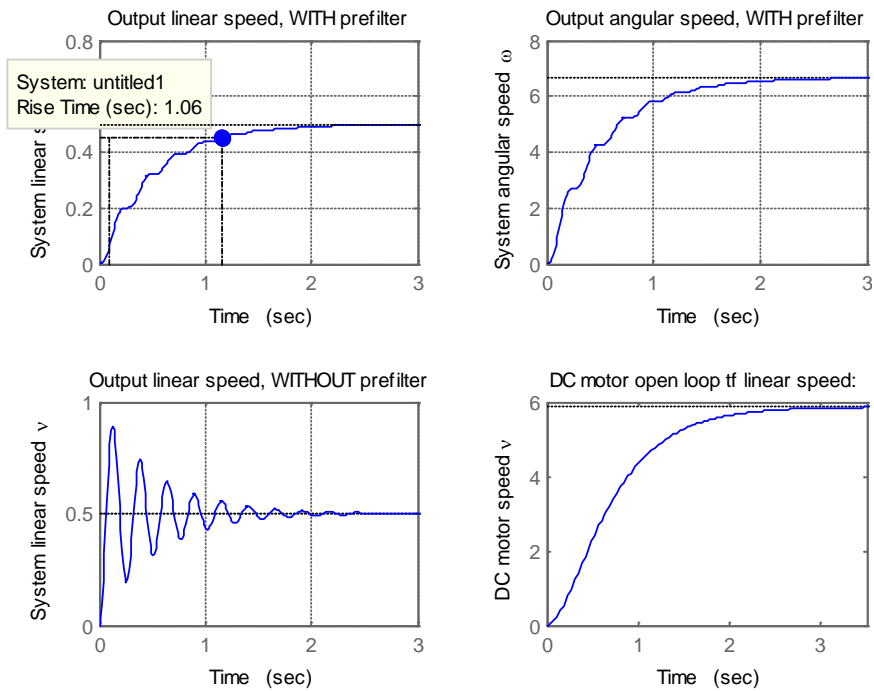 Output linear speed, WITH prefilter
System: untitled1
Rise Time (sec): 1.06
System linear s
0.8
0.4
0.2
0
0
1
2
3
Time (sec)
Output angular speed, WITH prefilter
System angular speed ω
8
6
4
2
0
0
1
2
3
Time (sec)
Output linear speed, WITHOUT prefilter
System linear speed ν
1
0.5
0
0
1
2
3
Time (sec)
DC motor open loop tf linear speed:
DC motor speed ν
6
4
2
0
0
1
2
3
Time (sec)